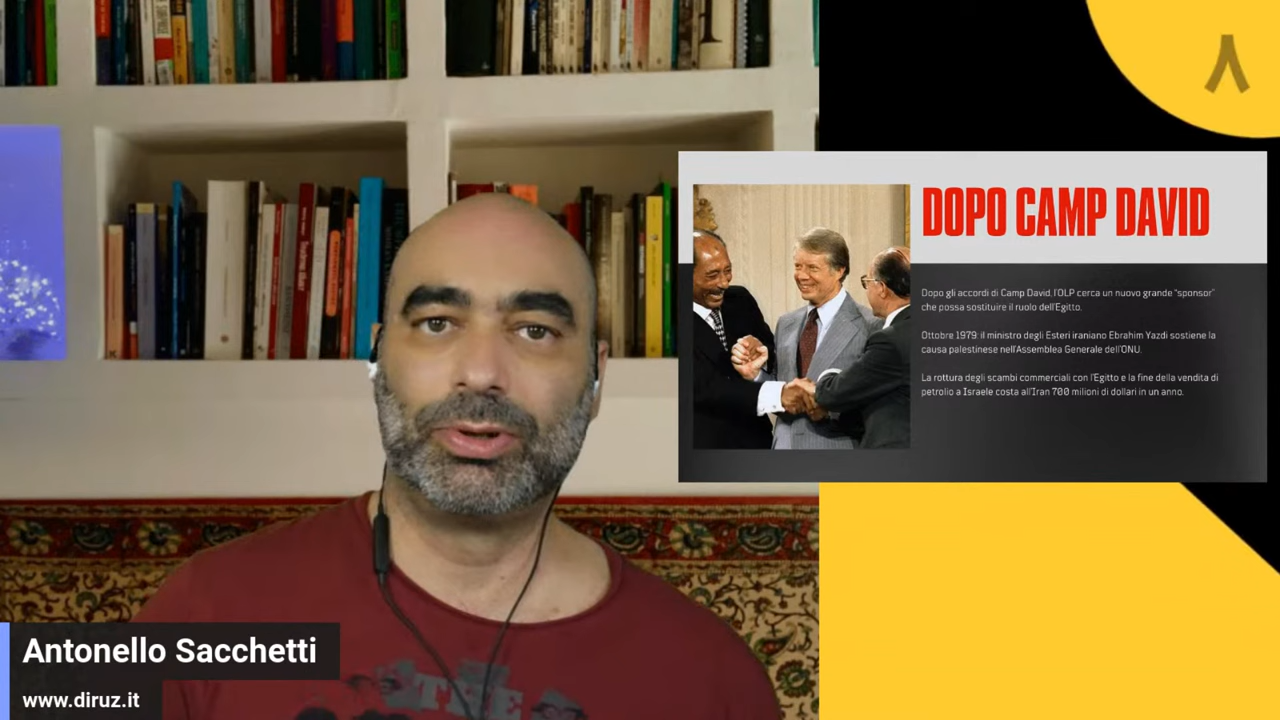 DOPO CAMP DAVID
Dopo gli accordi di Camp David, l'OLP cerca un nuovo grande "sponsor"
che possa sostituire il ruolo dell'Egitto.
Ottobre 1979: il ministro degli Esteri iraniano Ebrahim Yazdi sostiene la
causa palestinese nell'Assemblea Generale dell'ONU.
La rottura degli scambi commerciali con l'Egitto e la fine della vendita di
petrolio a Israele costa all'Iran 700 milioni di dollari in un anno.
THE
Antonello Sacchetti
www.diruz.it